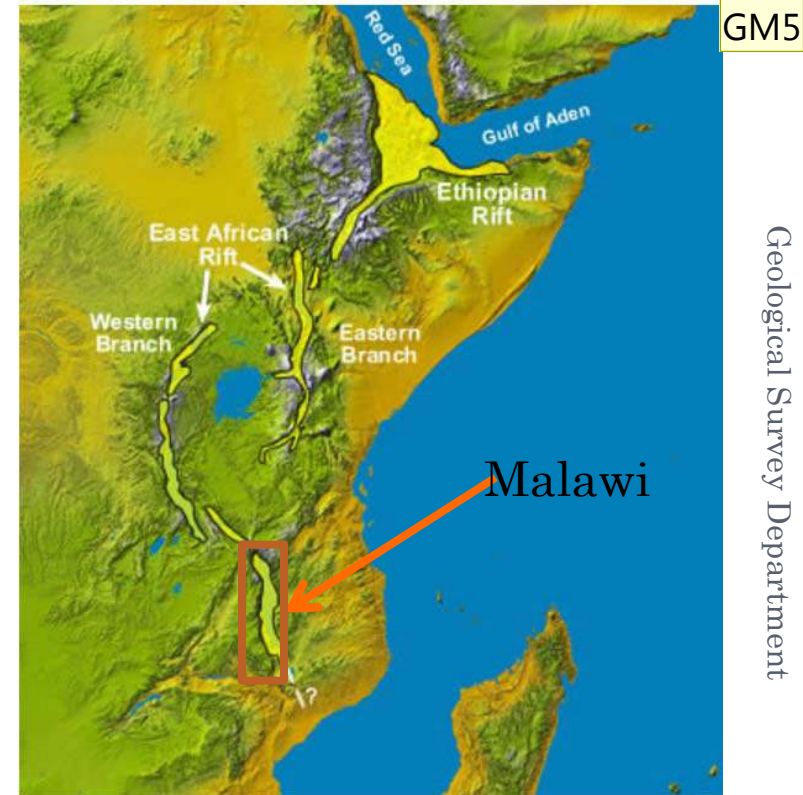 GM5
Red Sea
Gulf of Aden
Ethiopian
Rift
East African
Rift
Western
Branch
Eastern
Branch
Malawi
?
Geological Survey Department